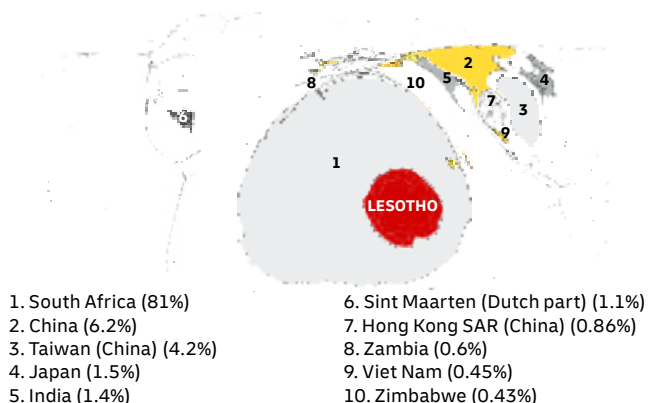 2
4
5
8
10
7
3
6
9
1
LESOTHO
1. South Africa (81%)
2. China (6.2%)
3. Taiwan (China) (4.2%)
4. Japan (1.5%)
5. India (1.4%)
6. Sint Maarten (Dutch part) (1.1%)
7. Hong Kong SAR (China) (0.86%)
8. Zambia (0.6%)
9. Viet Nam (0.45%)
10. Zimbabwe (0.43%)